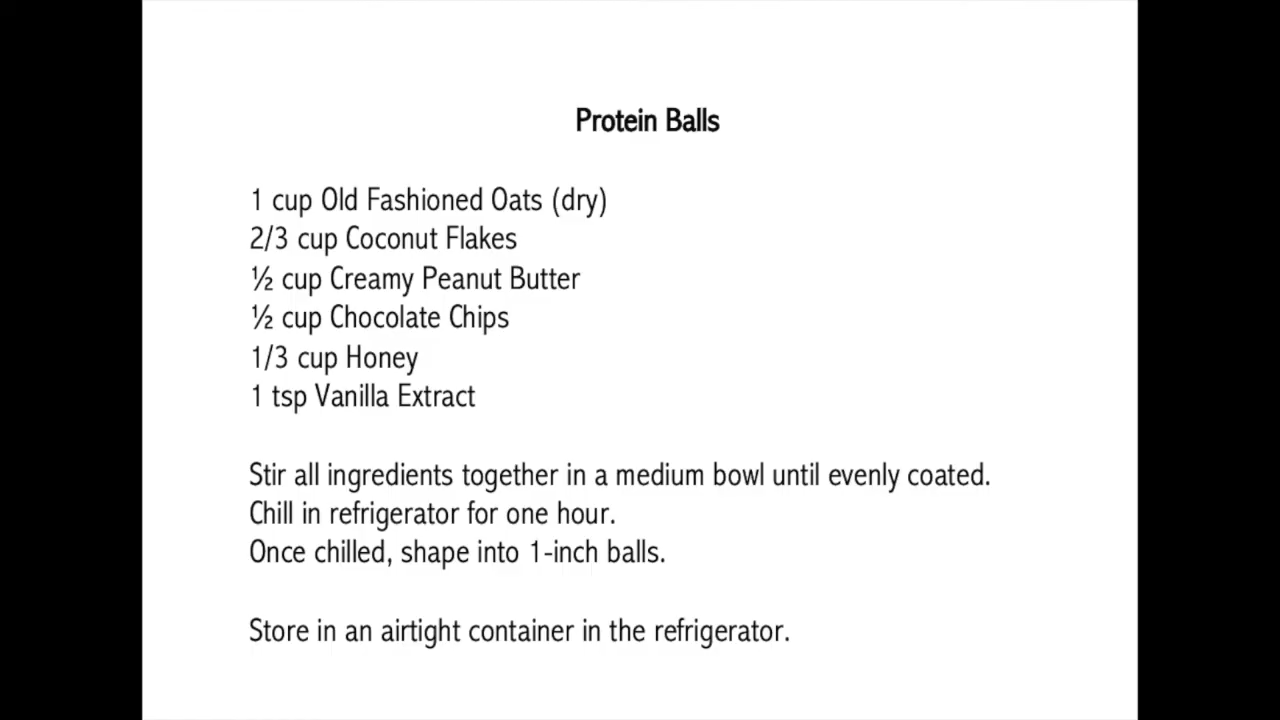 Protein Balls
1 cup Old Fashioned Oats (dry)
2/3 cup Coconut Flakes
½ cup Creamy Peanut Butter
½ cup Chocolate Chips
1/3 cup Honey
1 tsp Vanilla Extract
Stir all ingredients together in a medium bowl until evenly coated.
Chill in refrigerator for one hour.
Once chilled, shape into 1-inch balls.
Store in an airtight container in the refrigerator.